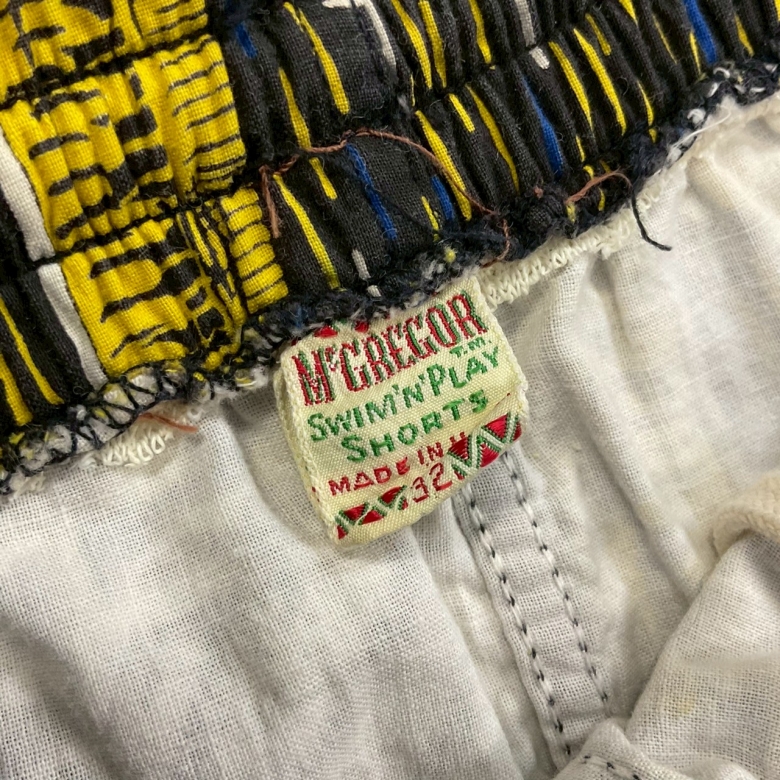 McGREGOR
T.M.
SWIM'N'PLAY
SHORTS
MADE IN
32